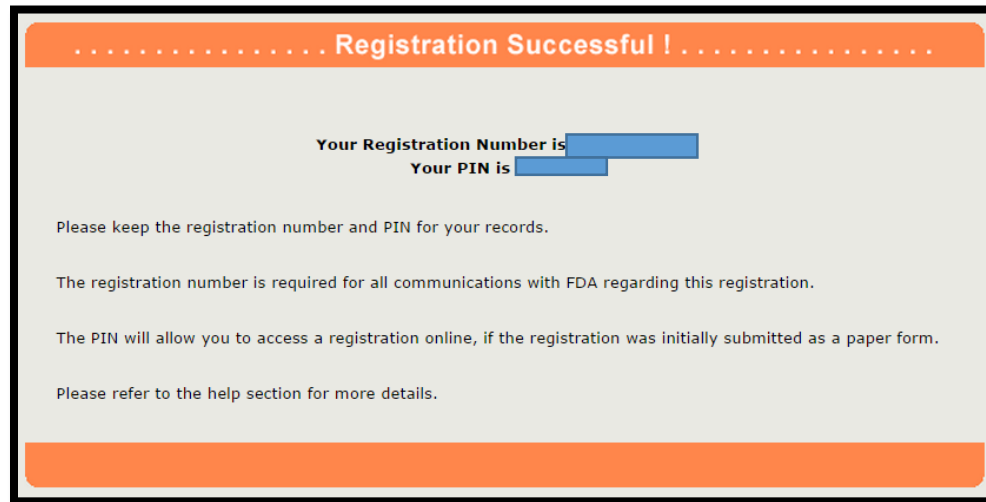 . . . . . . . . . . . . . . . . Registration Successful ! . . . . . . . . . . . . . . . .
Your Registration Number is
Your PIN is
Please keep the registration number and PIN for your records.
The registration number is required for all communications with FDA regarding this registration.
The PIN will allow you to access a registration online, if the registration was initially submitted as a paper form.
Please refer to the help section for more details.